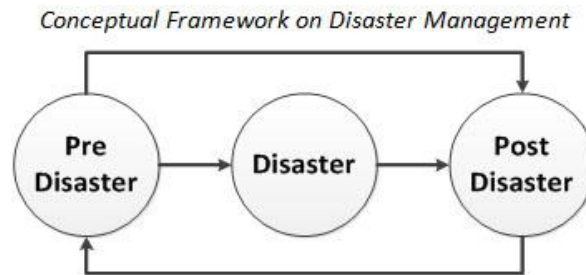 Conceptual Framework on Disaster Management
Pre
Disaster
Disaster
Post
Disaster